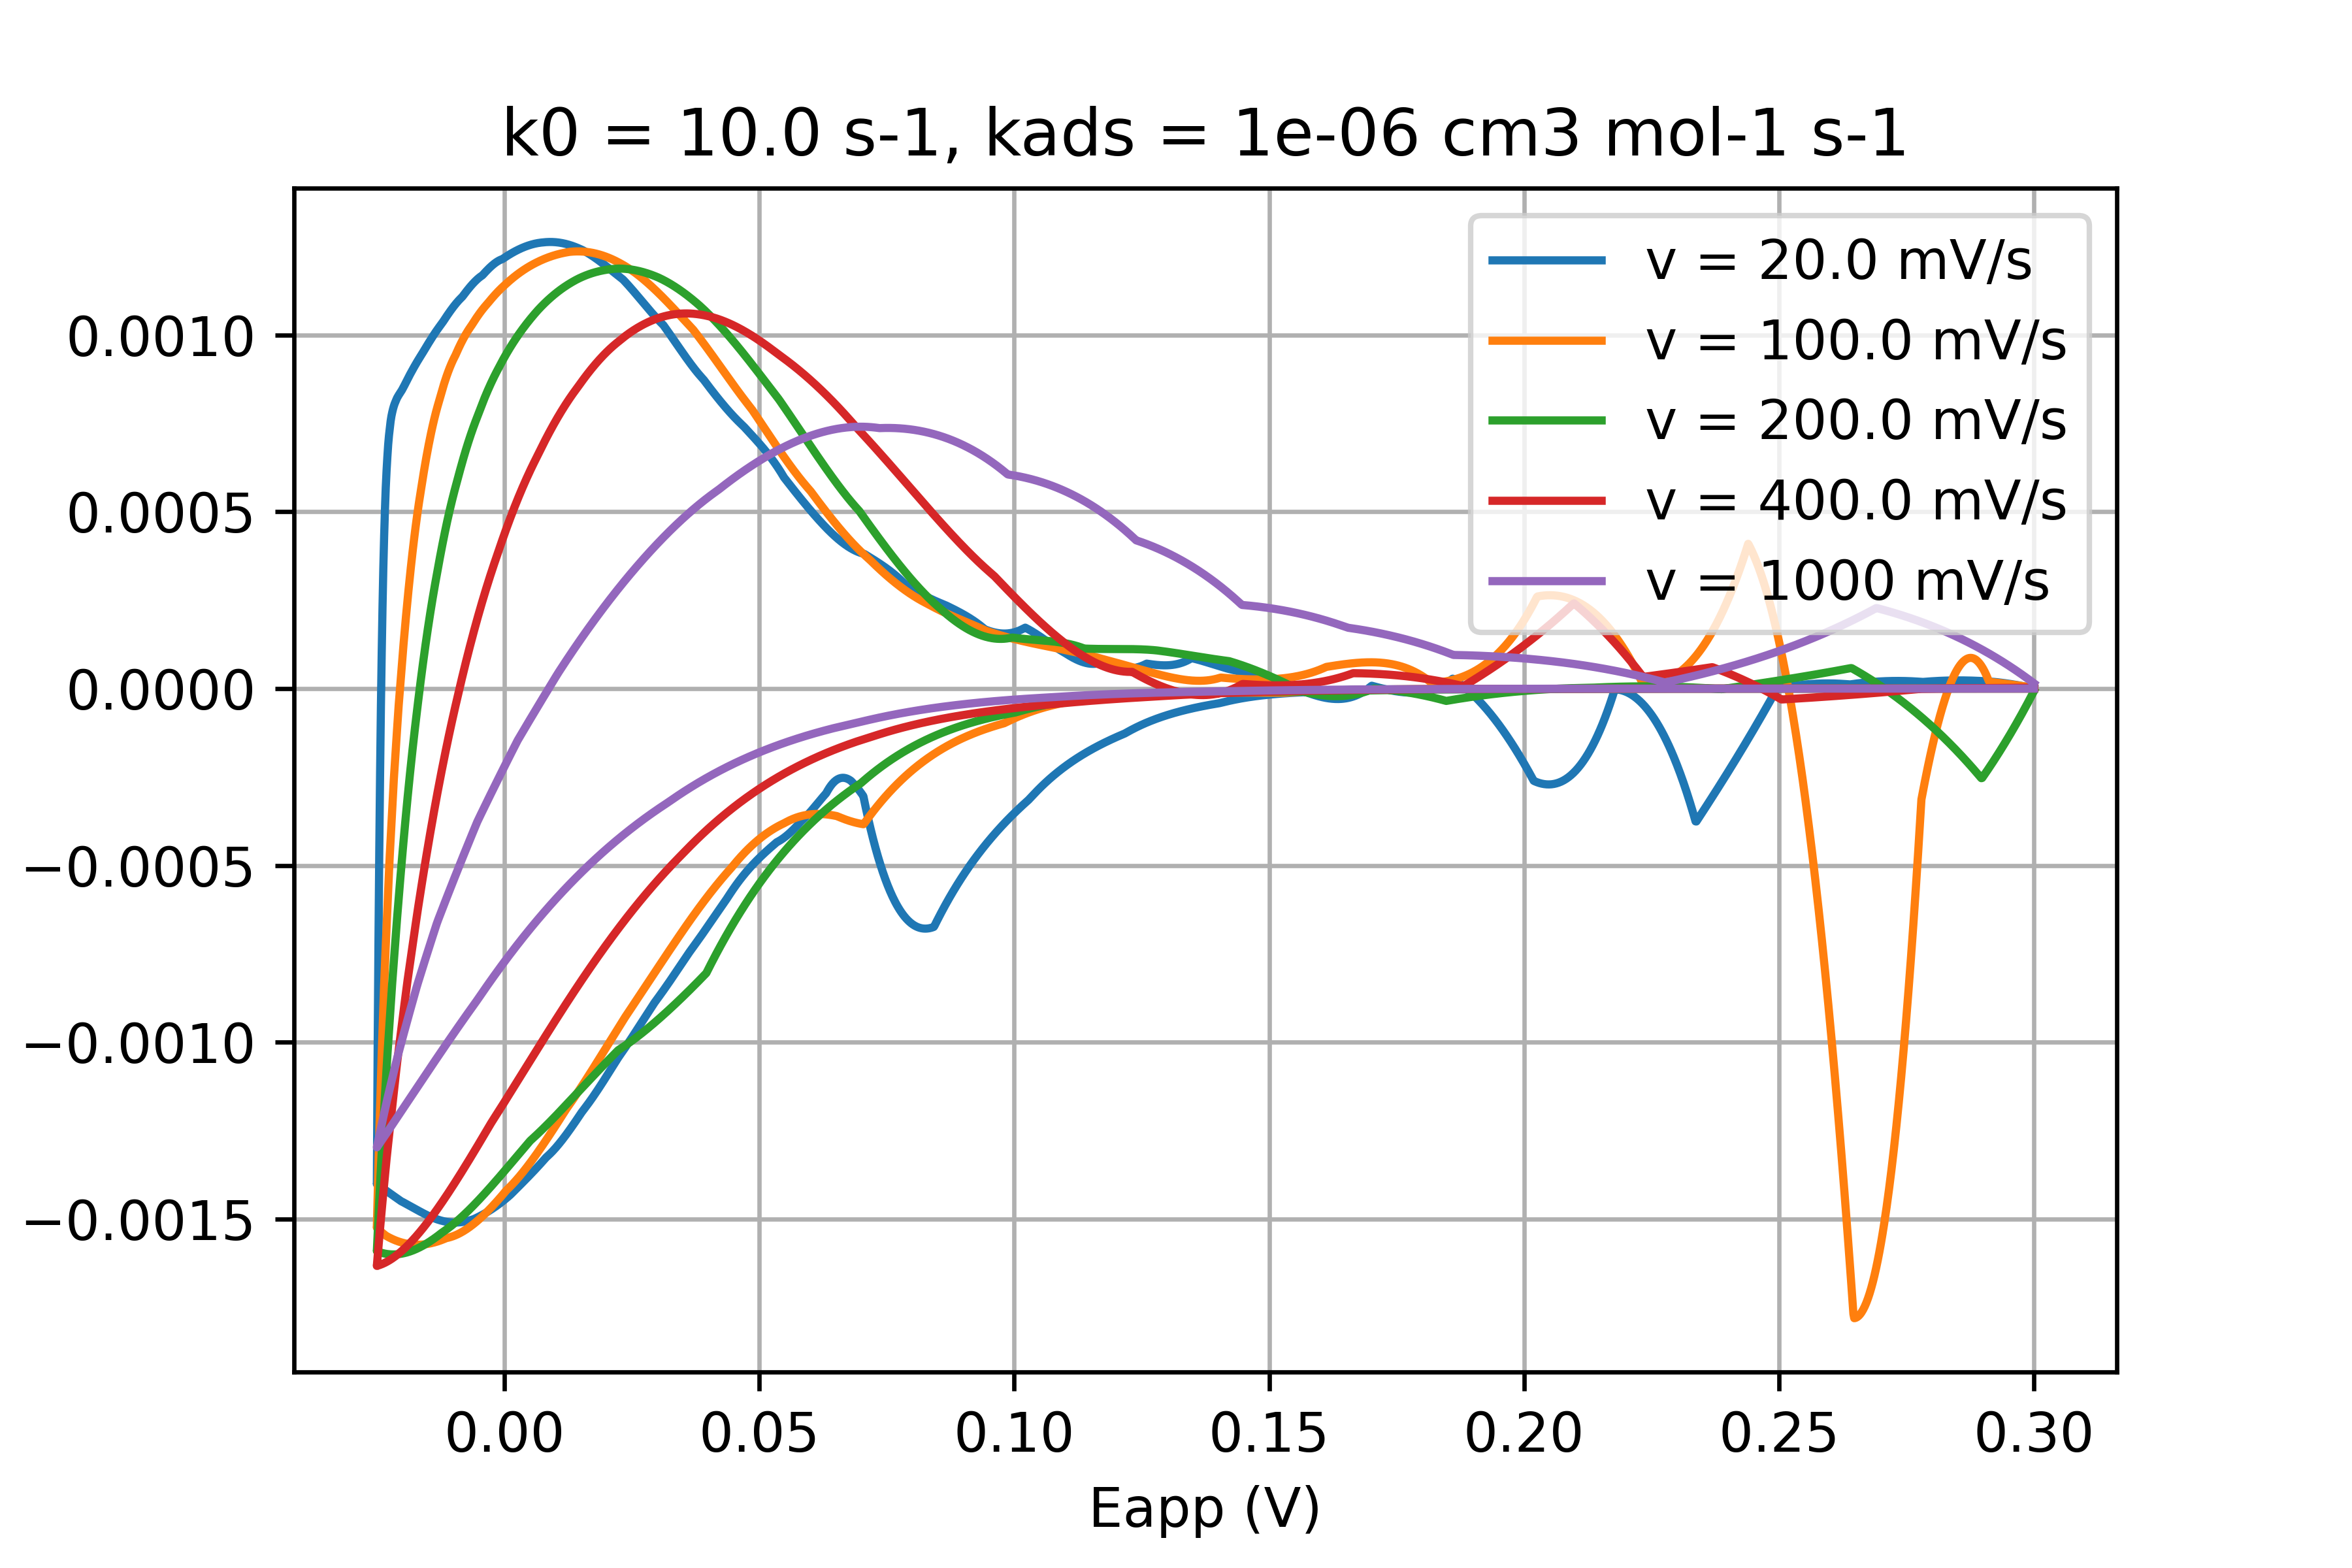 k0 = 10.0 s-1, kads = 1e-06 cm3 mol-1 s-1
v = 20.0 mV/s
v = 100.0 mV/s
v = 200.0 mV/s
v = 400.0 mV/s
v = 1000 mV/s
0.0010
0.0005
0.0000
−0.0005
−0.0010
−0.0015
0.00 0.05 0.10 0.15 0.20 0.25 0.30
Eapp (V)